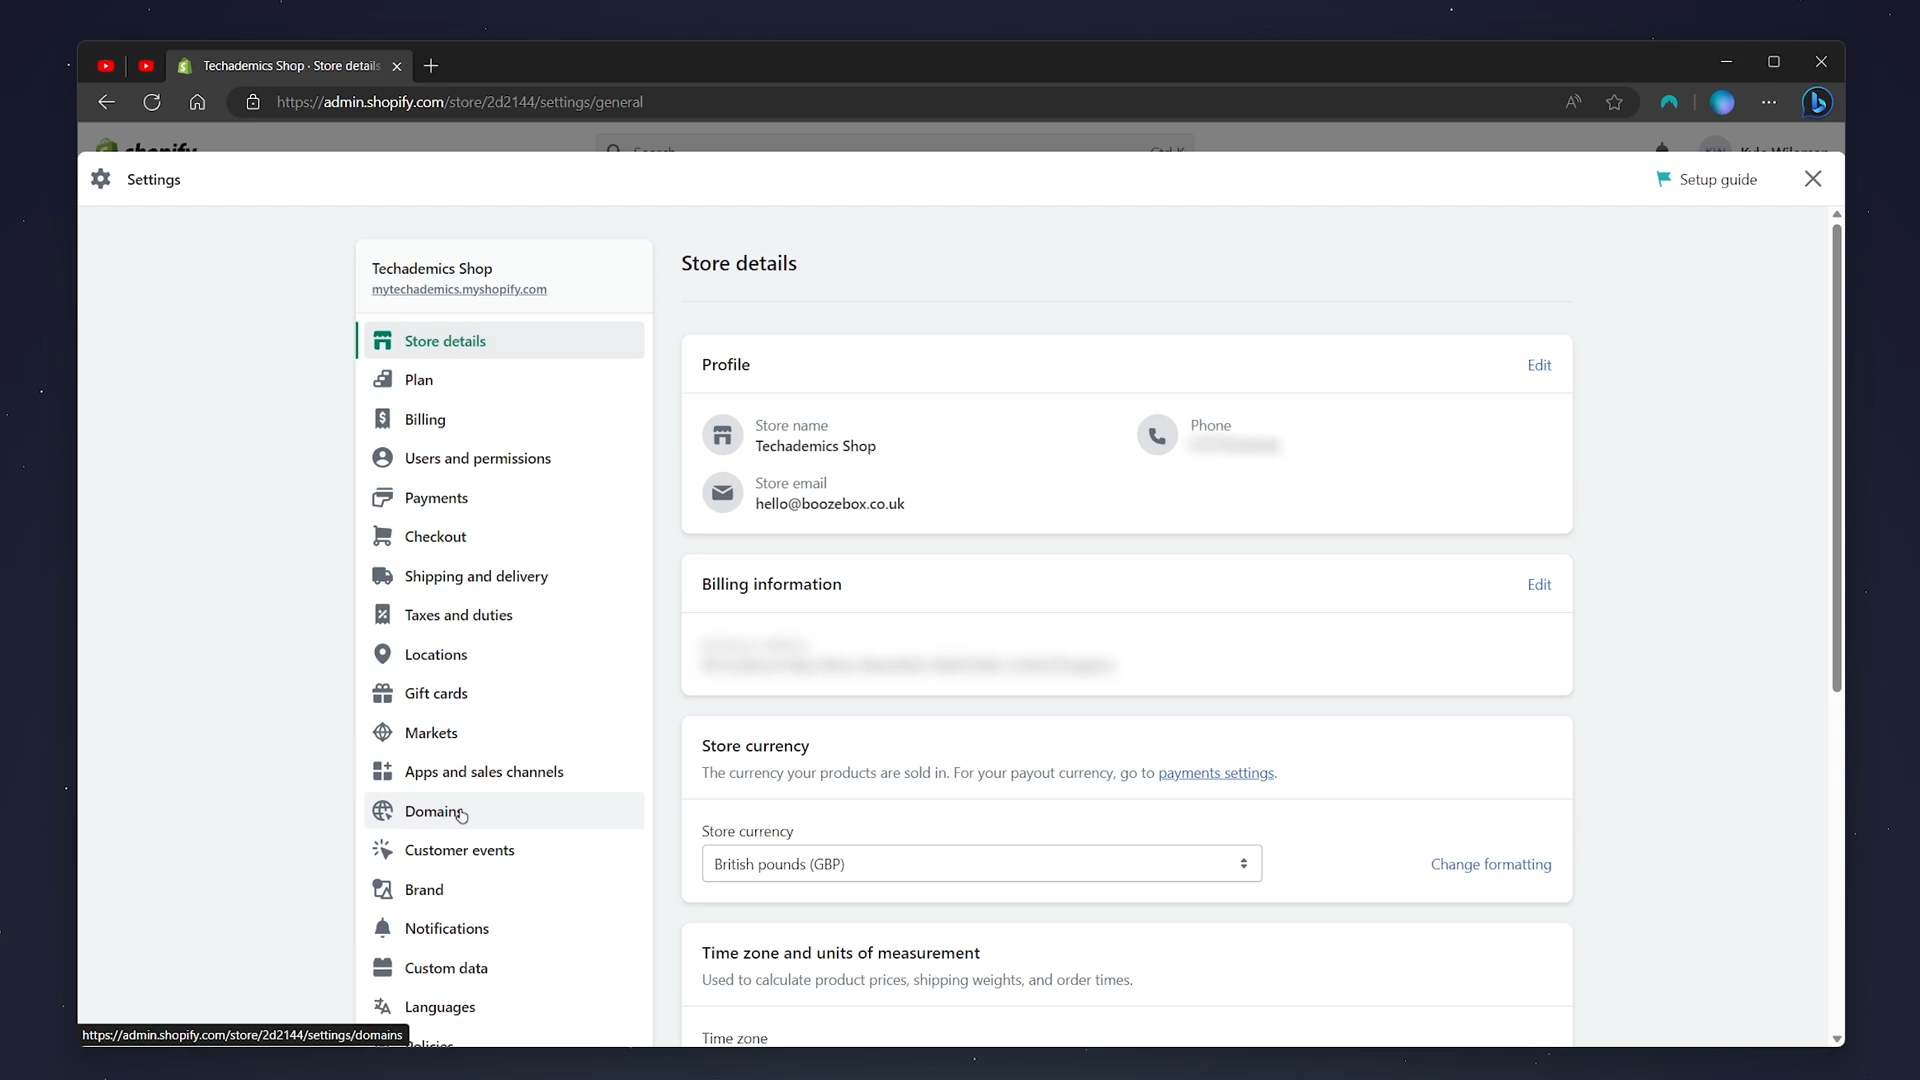 Techademics Shop · Store details
https://admin.shopify.com/store/2d2144/settings/general
shopify
Search
Ctrl K
Settings
Setup guide
Techademics Shop
mytechademics.myshopify.com
Store details
Plan
Billing
Users and permissions
Payments
Checkout
Shipping and delivery
Taxes and duties
Locations
Gift cards
Markets
Apps and sales channels
Domains
Customer events
Brand
Notifications
Custom data
Languages
https://admin.shopify.com/store/2d2144/settings/domains
Store details
Profile
Edit
Store name
Techademics Shop
Phone
Store email
hello@boozebox.co.uk
Billing information
Edit
Store currency
The currency your products are sold in. For your payout currency, go to payments settings.
Store currency
British pounds (GBP)
Change formatting
Time zone and units of measurement
Used to calculate product prices, shipping weights, and order times.
Time zone